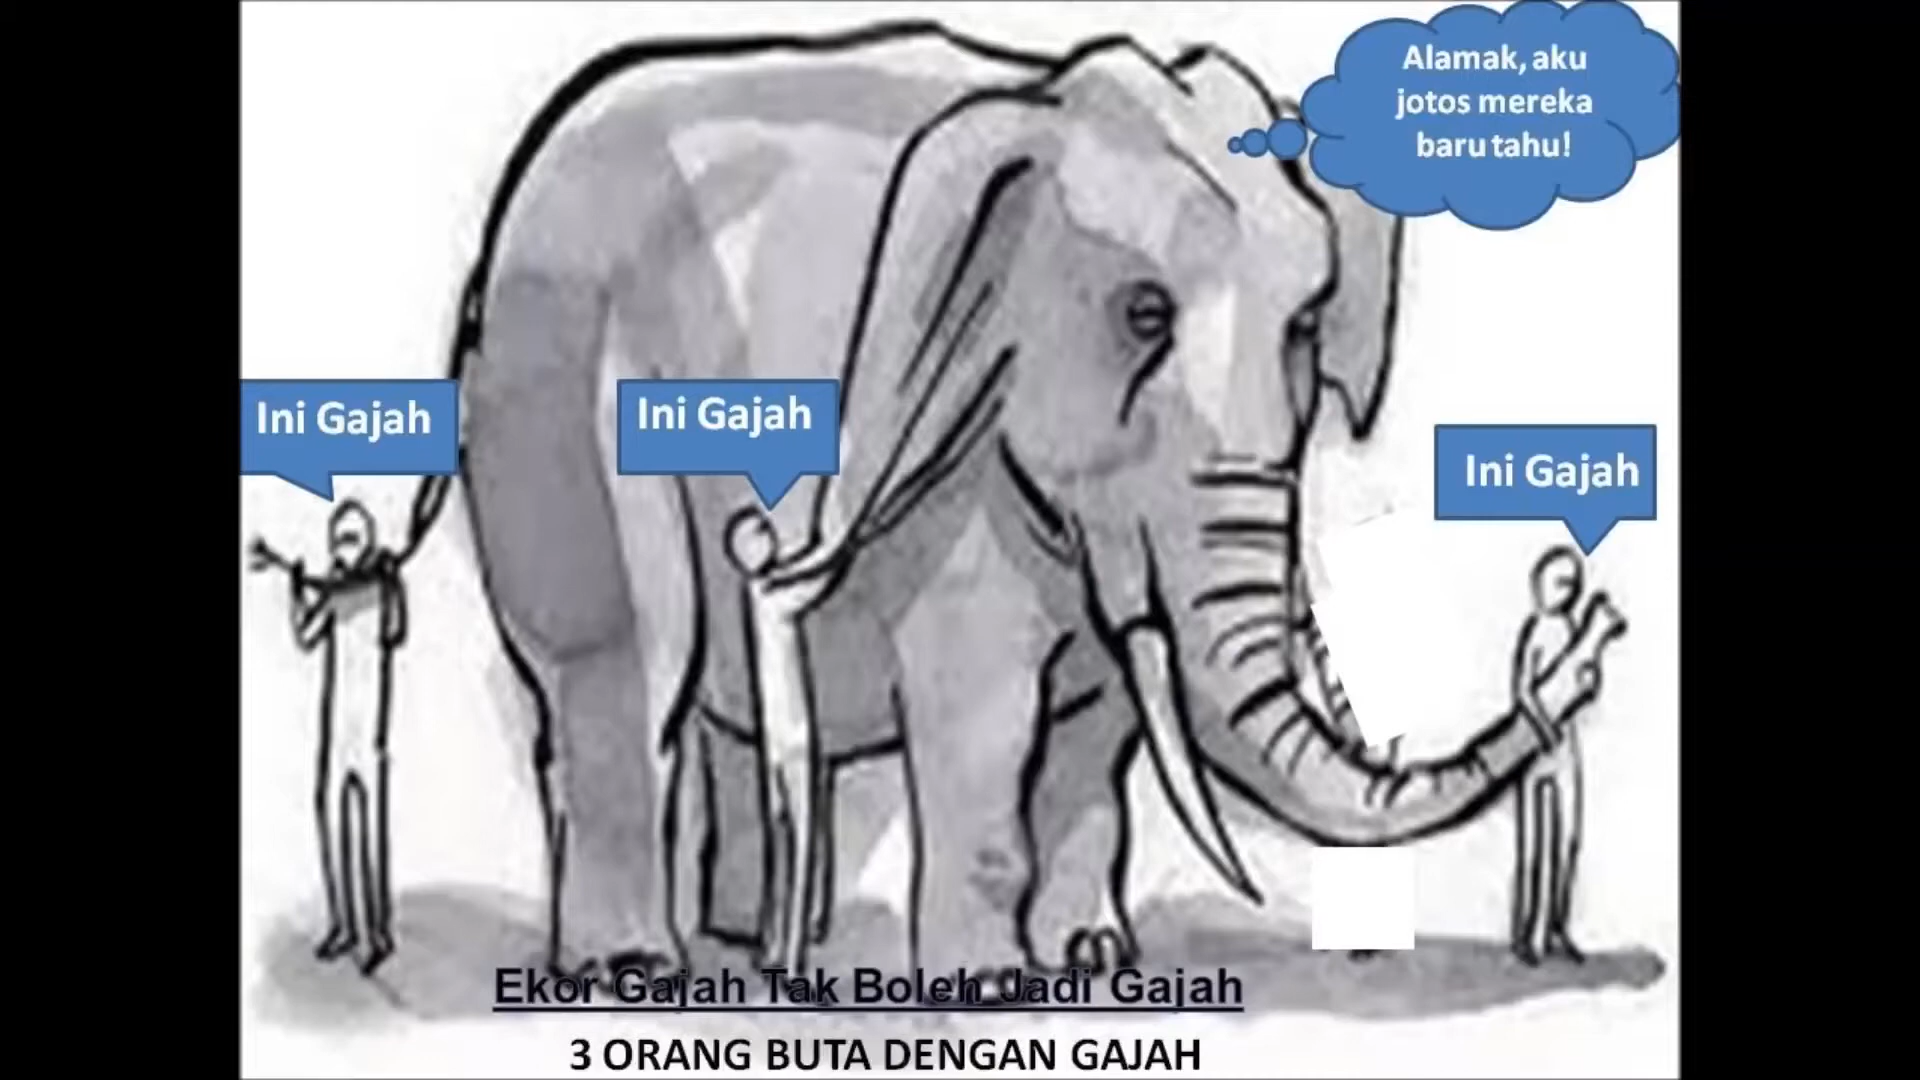 Alamak, aku
jotos mereka
baru tahu!
Ini Gajah
Ini Gajah
Ini Gajah
Ekor Gajah Tak Boleh Jadi Gajah
3 ORANG BUTA DENGAN GAJAH